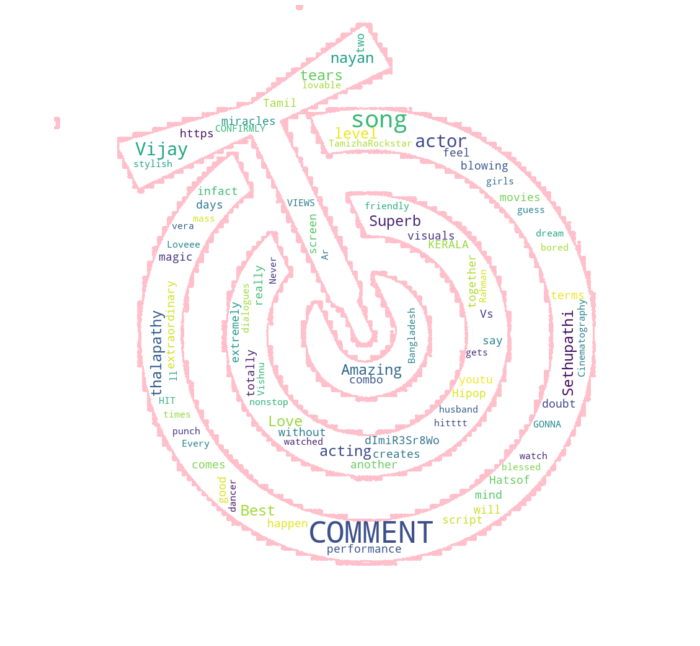 two
nayan
tears
lovable
Tamil
miracles
CONFIRMLY
https
Vijay
stylish
song
level
TamizhaRockstar
actor
feel
blowing
girls
movies
guess
dream
bored
terms
Cinematography
Sethupathi
doubt
GONNA
watch
blessed
Hatsof
mind
will
script
COMMENT
performance
happen
Best
dancer
good
comes
Every
punch
times
HIT
ll
thalapathy
extraordinary
magic
Loveee
vera
mass
days
infact
VIEWS
screen
Ar
friendly
Superb
visuals
KERALA
together
Rahman
Vs
say
gets
youtu
Hipop
husband
hitttt
dImiR3Sr8Wo
creates
another
acting
watched
without
Love
nonstop
Vishnu
totally
extremely
dialogues
really
Never
Bangladesh
Amazing
combo